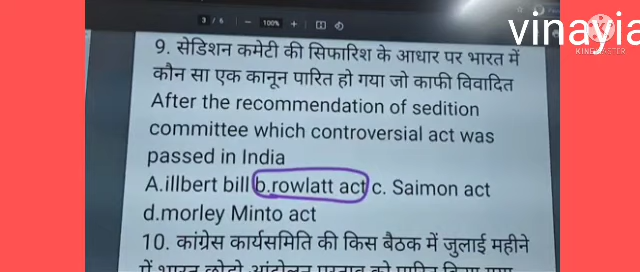 3 / 6 — 100% +
vinayia
KINEMASTER
9. सेडिशन कमेटी की सिफारिश के आधार पर भारत में
कौन सा एक कानून पारित हो गया जो काफी विवादित
After the recommendation of sedition
committee which controversial act was
passed in India
A.illbert bill b.rowlatt act c. Saimon act
d.morley Minto act
10. कांग्रेस कार्यसमिति की किस बैठक में जुलाई महीने